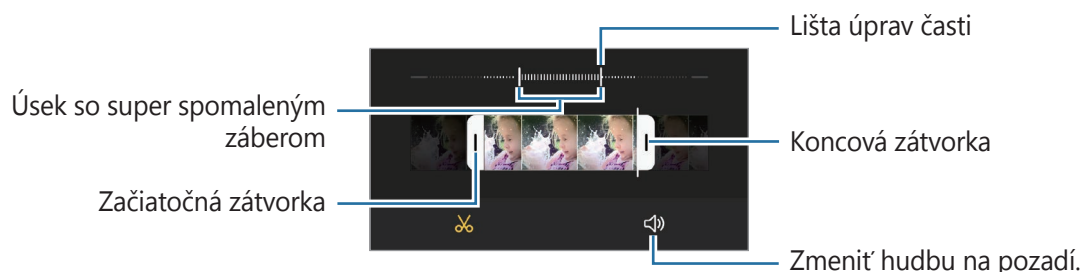 Lišta úprav časti
Úsek so super spomaleným
záberom
Koncová zátvorka
Začiatočná zátvorka
Zmeniť hudbu na pozadí.